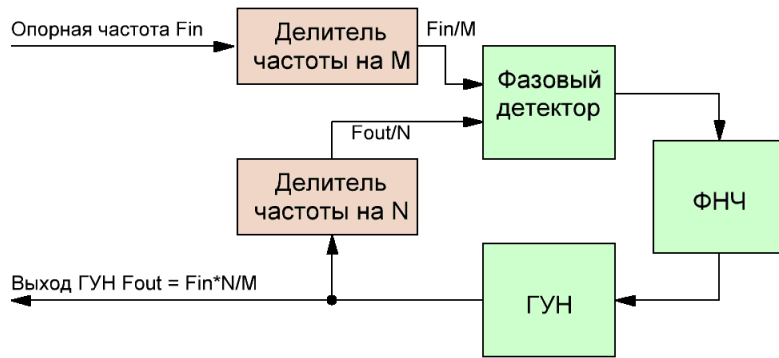 Опорная частота Fin
Делитель
частоты на M
Fin/M
Фазовый
детектор
Fout/N
Делитель
частоты на N
ФНЧ
Выход ГУН Fout = Fin*N/M
ГУН